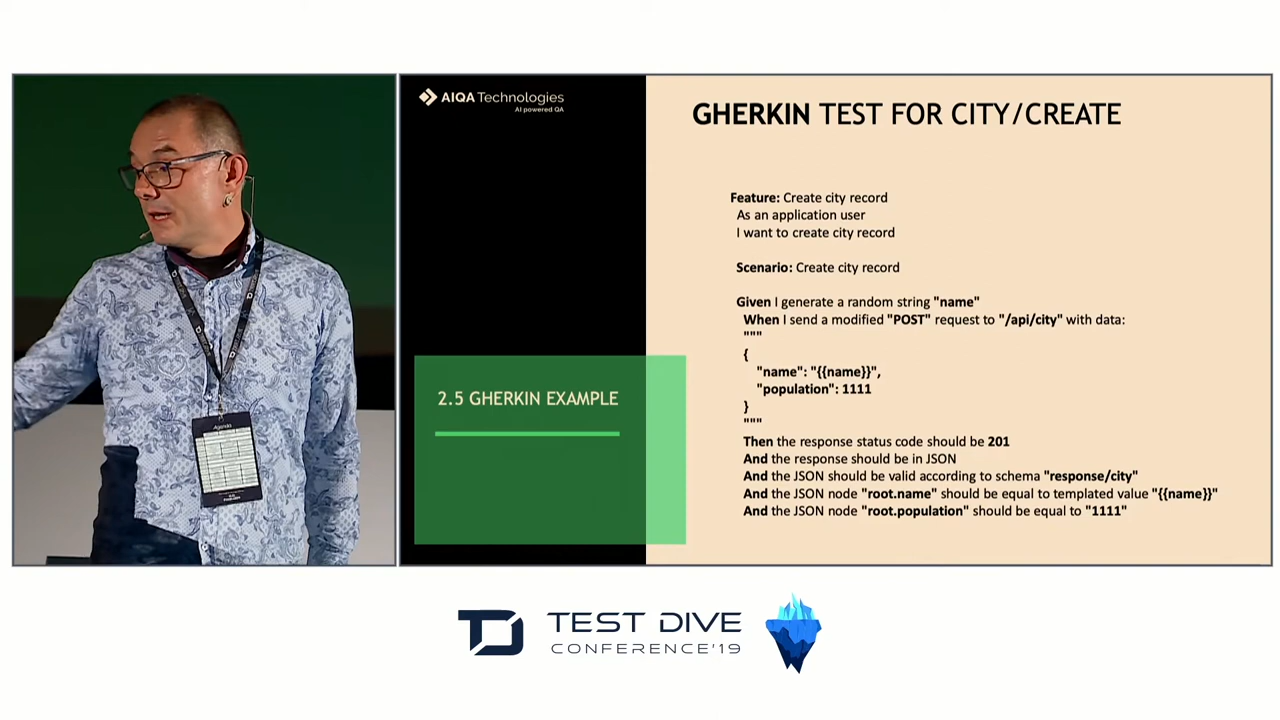 AIQA Technologies
AI powered QA
GHERKIN TEST FOR CITY/CREATE
2.5 GHERKIN EXAMPLE
Feature: Create city record
As an application user
I want to create city record
Scenario: Create city record
Given I generate a random string "name"
When I send a modified "POST" request to "/api/city" with data:
"""
{
"name": "{{name}}",
"population": 1111
}
"""
Then the response status code should be 201
And the response should be in JSON
And the JSON should be valid according to schema "response/city"
And the JSON node "root.name" should be equal to templated value "{{name}}"
And the JSON node "root.population" should be equal to "1111"
Agenda
TEST DIVE
CONFERENCE'19